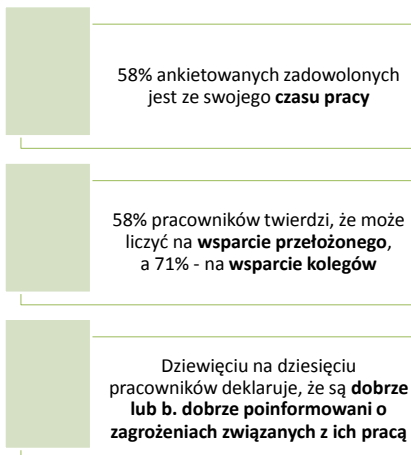 58% ankietowanych zadowolonych
jest ze swojego czasu pracy
58% pracowników twierdzi, że może
liczyć na wsparcie przełożonego,
a 71% - na wsparcie kolegów
Dziewięciu na dziesięciu
pracowników deklaruje, że są dobrze
lub b. dobrze poinformowani o
zagrożeniach związanych z ich pracą